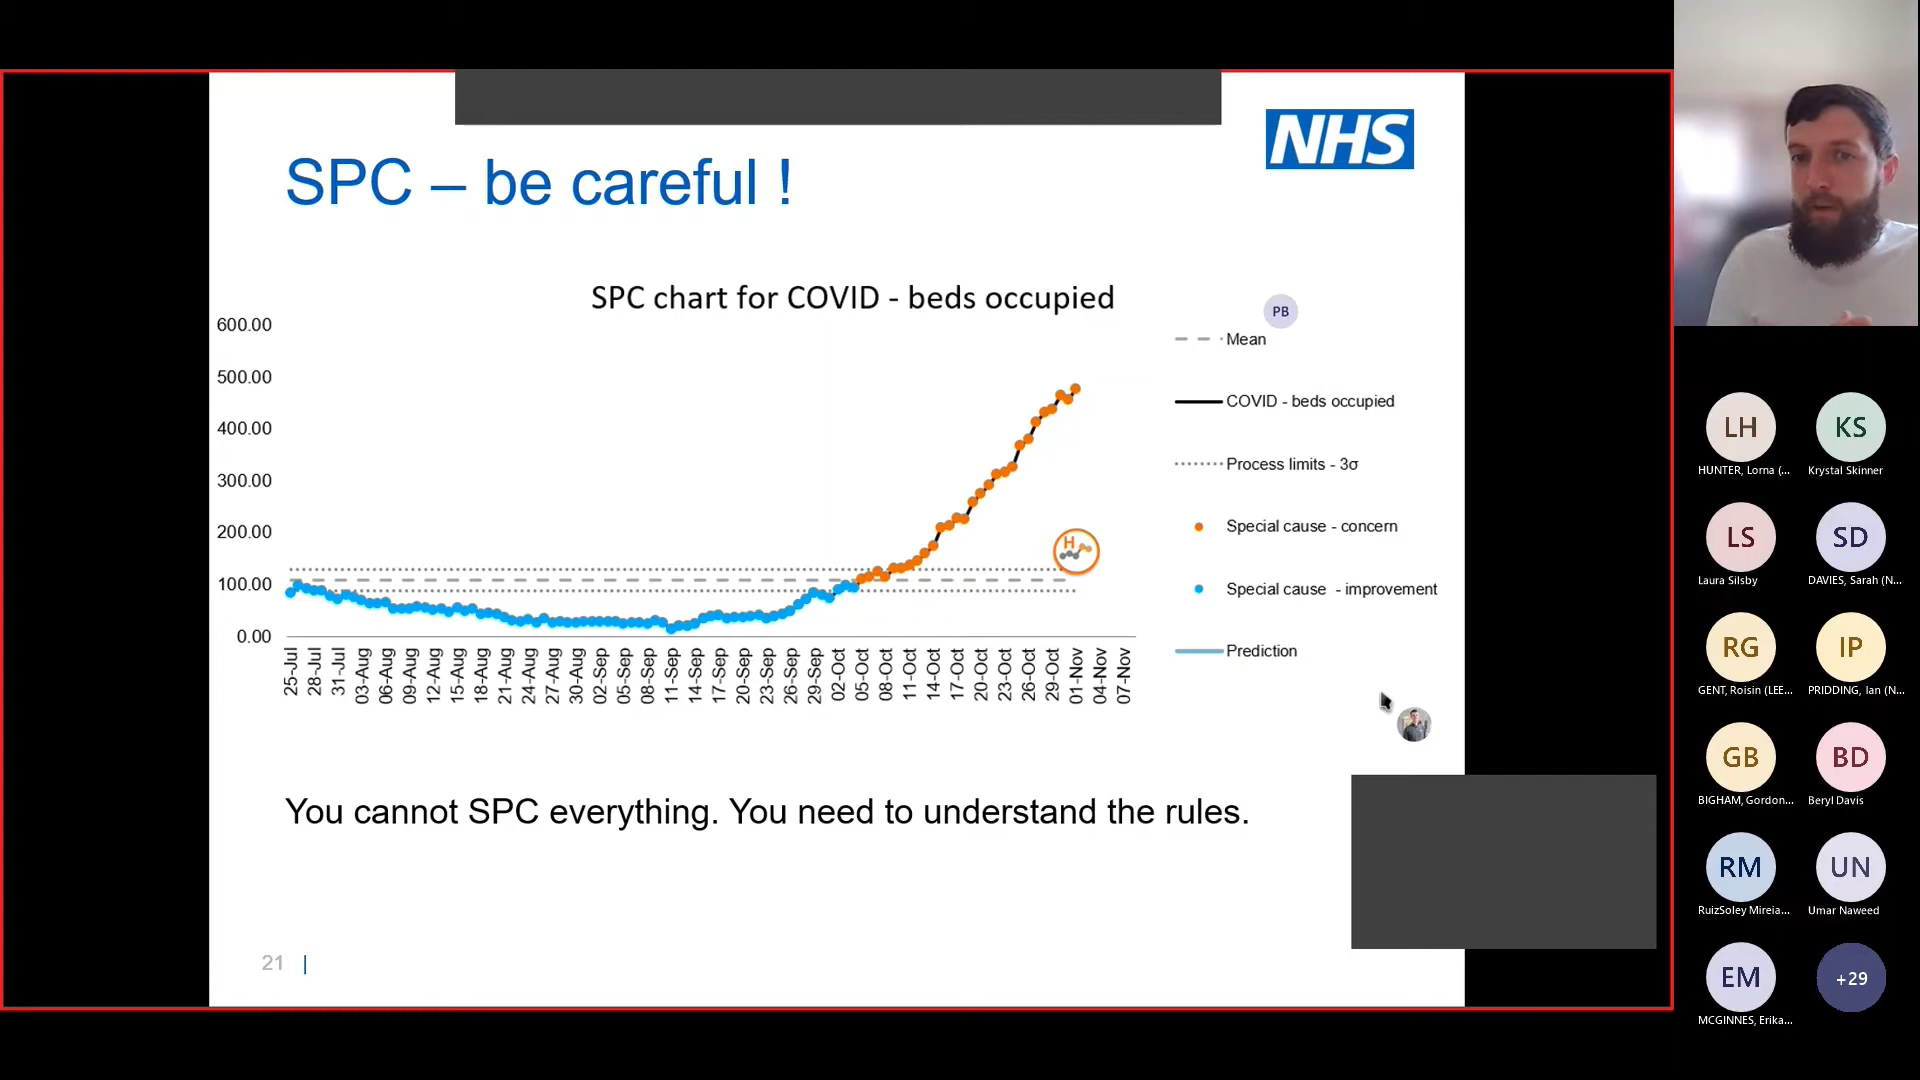 NHS
SPC – be careful !
SPC chart for COVID - beds occupied
600.00
500.00
400.00
300.00
200.00
100.00
0.00
25-Jul
28-Jul
31-Jul
03-Aug
06-Aug
09-Aug
12-Aug
15-Aug
18-Aug
21-Aug
24-Aug
27-Aug
30-Aug
02-Sep
05-Sep
08-Sep
11-Sep
14-Sep
17-Sep
20-Sep
23-Sep
26-Sep
29-Sep
02-Oct
05-Oct
08-Oct
11-Oct
14-Oct
17-Oct
20-Oct
23-Oct
26-Oct
29-Oct
01-Nov
04-Nov
07-Nov
H
PB
Mean
COVID - beds occupied
Process limits - 3σ
Special cause - concern
Special cause - improvement
Prediction
You cannot SPC everything. You need to understand the rules.
21 |
LH
HUNTER, Lorna (...
KS
Krystal Skinner
LS
Laura Silsby
SD
DAVIES, Sarah (N...
RG
GENT, Roisin (LEE...
IP
PRIDDING, Ian (N...
GB
BIGHAM, Gordon...
BD
Beryl Davis
RM
RuizSoley Mireia...
UN
Umar Naweed
EM
MCGINNES, Erika...
+29